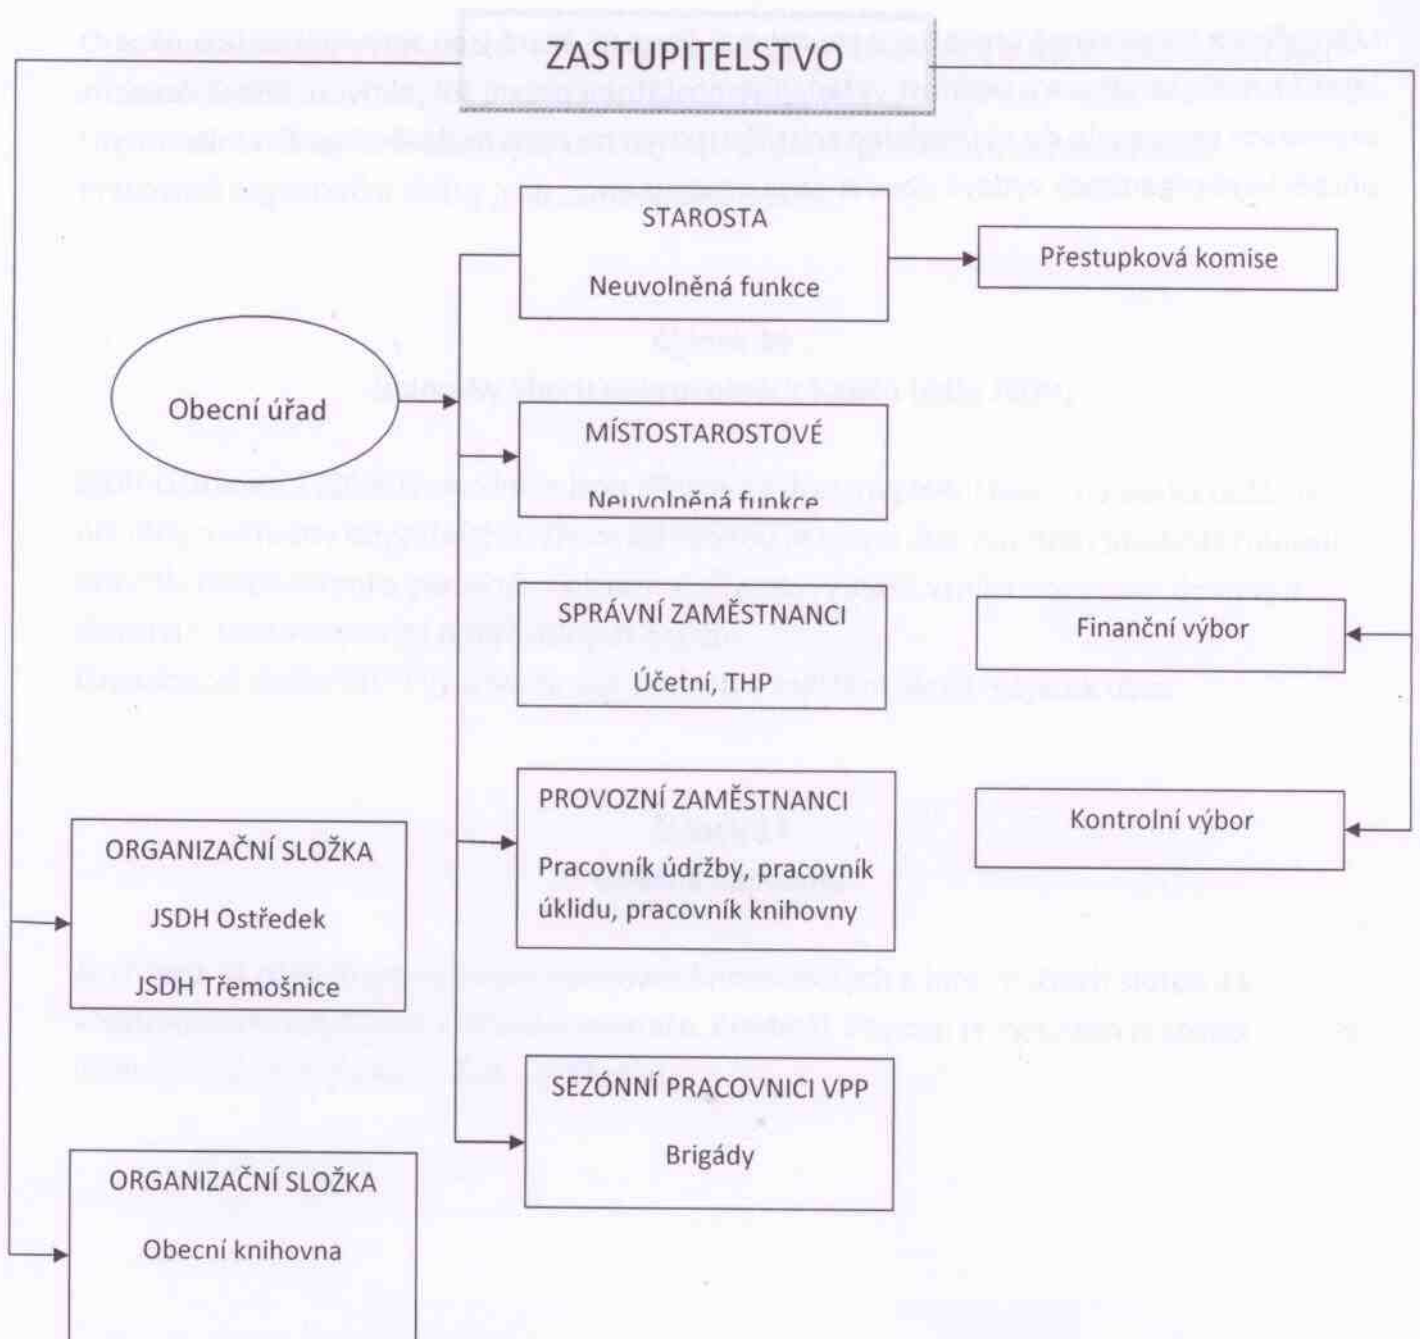 ZASTUPITELSTVO
STAROSTA
Neuvolněná funkce
Přestupková komise
Obecní úřad
MÍSTOSTAROSTOVÉ
Neuvolněná funkce
SPRÁVNÍ ZAMĚSTNANCI
Účetní, THP
Finanční výbor
PROVOZNÍ ZAMĚSTNANCI
Pracovník údržby, pracovník
úklidu, pracovník knihovny
Kontrolní výbor
ORGANIZAČNÍ SLOŽKA
JSDH Ostředek
JSDH Třemošnice
SEZÓNNÍ PRACOVNICI VPP
Brigády
ORGANIZAČNÍ SLOŽKA
Obecní knihovna